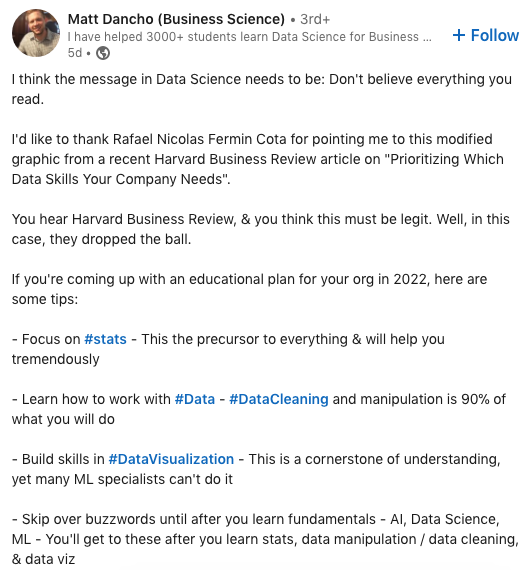 Matt Dancho (Business Science) • 3rd+
I have helped 3000+ students learn Data Science for Business ...
+ Follow
5d •
I think the message in Data Science needs to be: Don't believe everything you
read.
I'd like to thank Rafael Nicolas Fermin Cota for pointing me to this modified
graphic from a recent Harvard Business Review article on "Prioritizing Which
Data Skills Your Company Needs".
You hear Harvard Business Review, & you think this must be legit. Well, in this
case, they dropped the ball.
If you're coming up with an educational plan for your org in 2022, here are
some tips:
- Focus on #stats - This the precursor to everything & will help you
tremendously
- Learn how to work with #Data - #DataCleaning and manipulation is 90% of
what you will do
- Build skills in #DataVisualization - This is a cornerstone of understanding,
yet many ML specialists can't do it
- Skip over buzzwords until after you learn fundamentals - AI, Data Science,
ML - You'll get to these after you learn stats, data manipulation / data cleaning,
& data viz